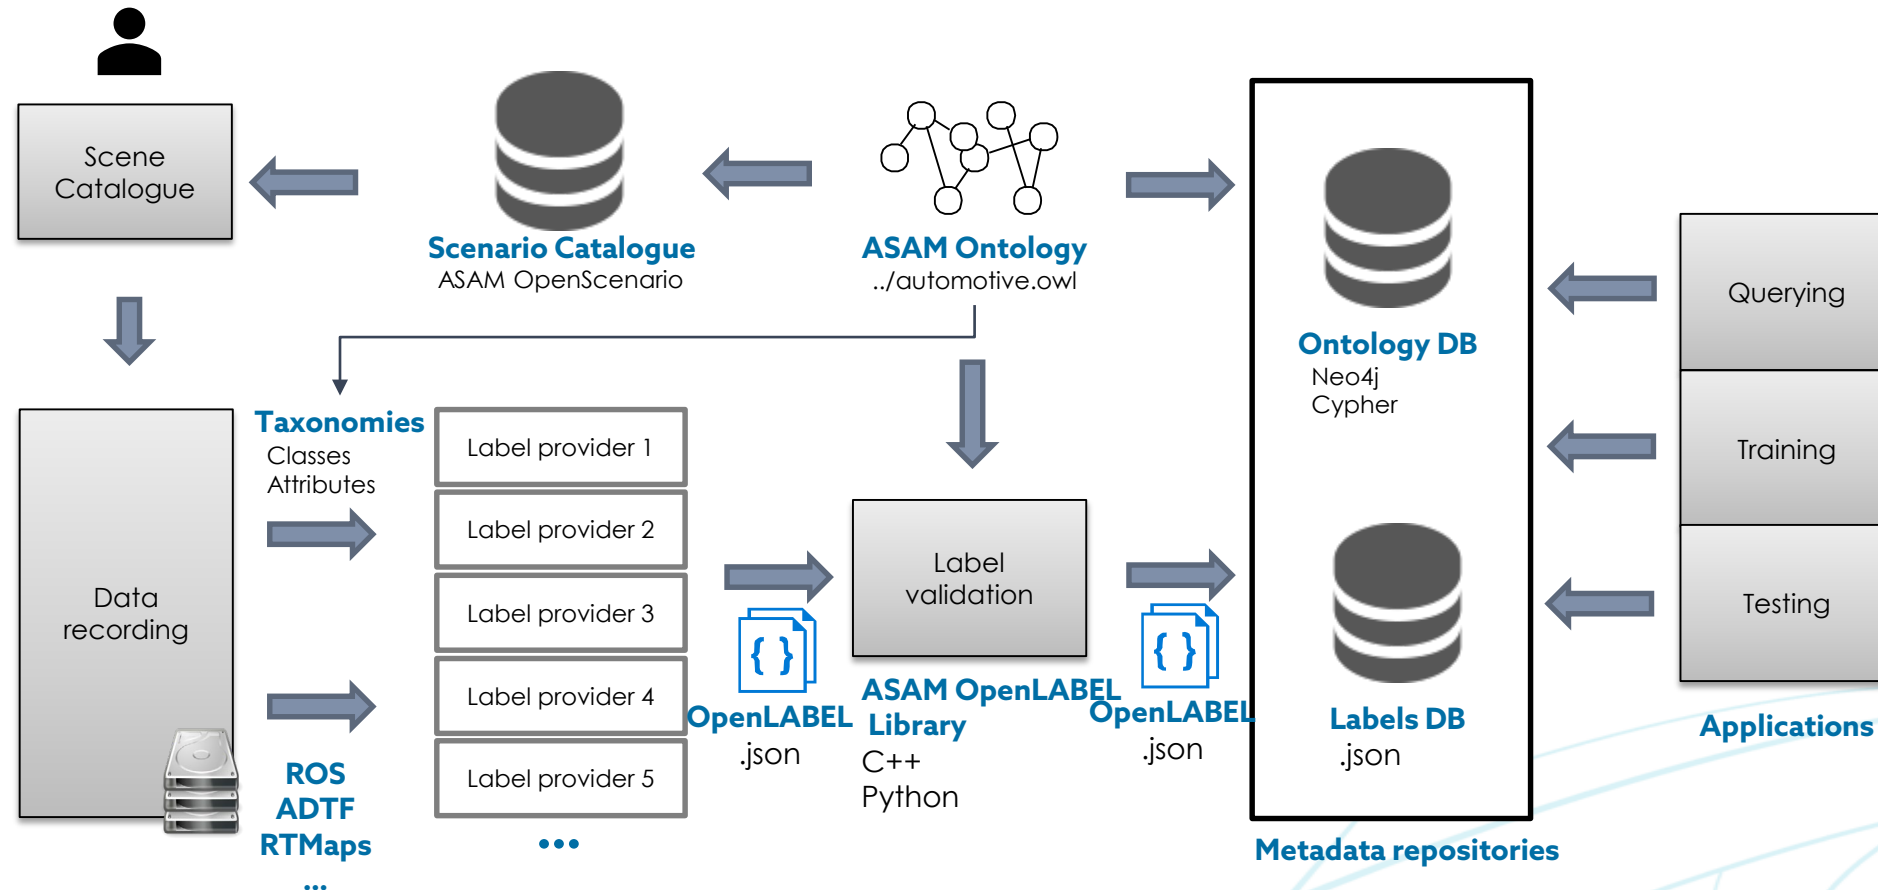 Scene
Catalogue
Scenario Catalogue
ASAM OpenScenario
ASAM Ontology
../automotive.owl
Ontology DB
Neo4j
Cypher
Querying
Training
Testing
Applications
Data
recording
Taxonomies
Classes
Attributes
ROS
ADTF
RTMaps
...
Label provider 1
Label provider 2
Label provider 3
Label provider 4
Label provider 5
...
{ }
OpenLABEL
.json
Label
validation
ASAM OpenLABEL
Library
C++
Python
{ }
OpenLABEL
.json
Labels DB
.json
Metadata repositories